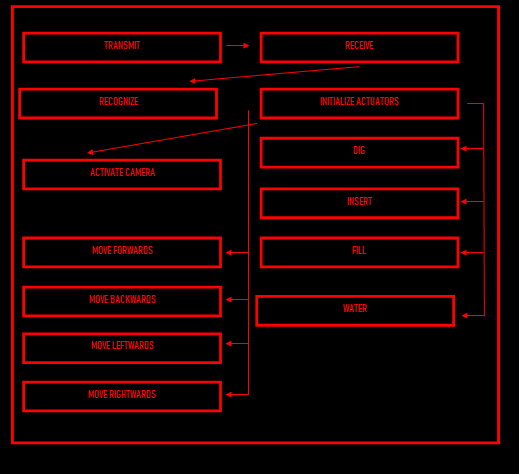 TRANSMIT
RECEIVE
RECOGNIZE
INITIALIZE ACTUATORS
DIG
ACTIVATE CAMERA
INSERT
MOVE FORWARDS
FILL
MOVE BACKWARDS
WATER
MOVE LEFTWARDS
MOVE RIGHTWARDS